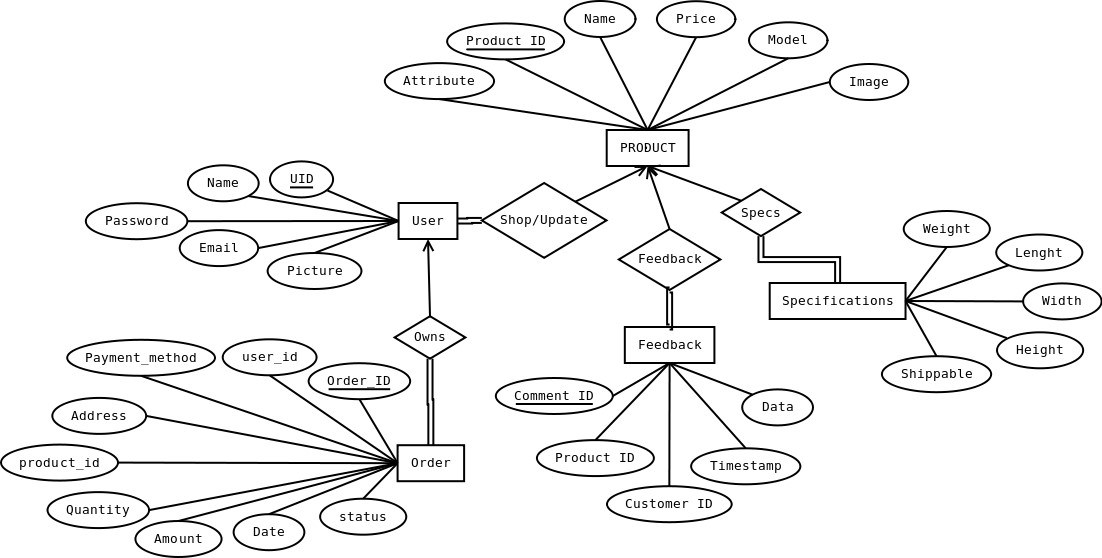 Name
Price
Product ID
Model
Attribute
Image
PRODUCT
Name
UID
Password
User
Shop/Update
Specs
Email
Picture
Feedback
Weight
Lenght
Specifications
Width
Height
Shippable
Owns
Feedback
Payment_method
user_id
Order_ID
Comment ID
Data
Address
product_id
Order
Product ID
Timestamp
Quantity
status
Customer ID
Amount
Date